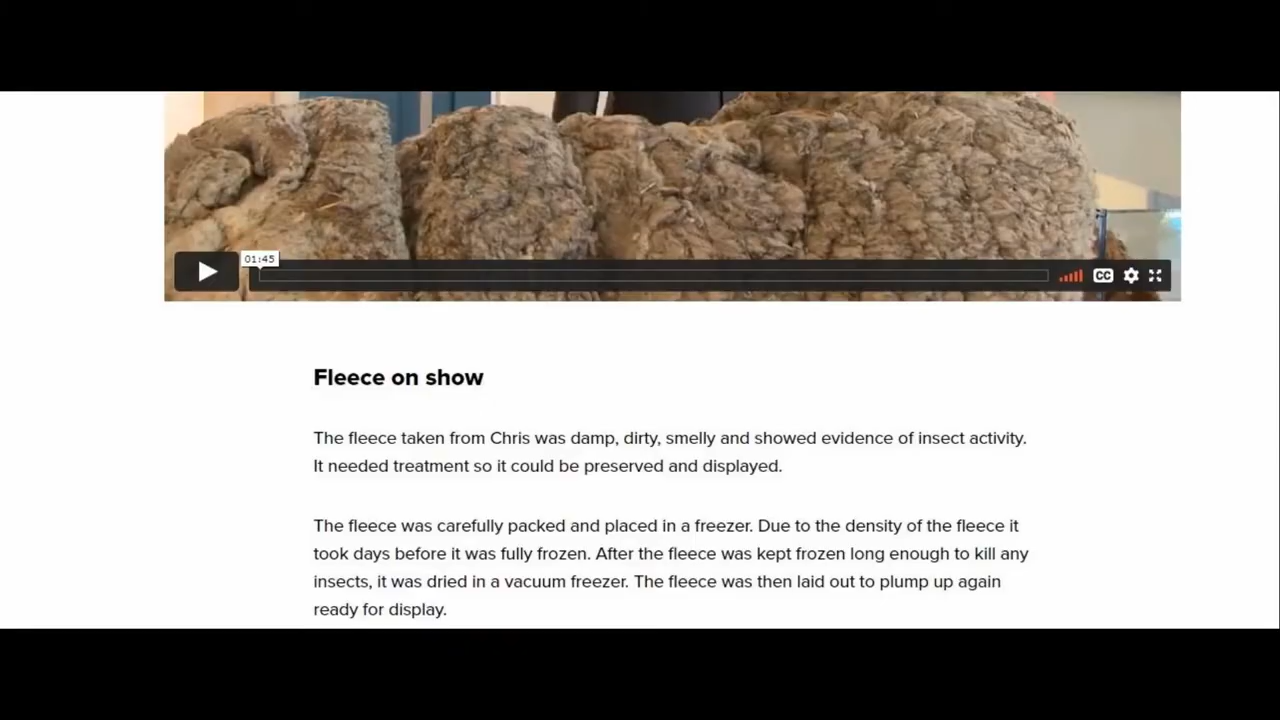 01:45
CC
Fleece on show
The fleece taken from Chris was damp, dirty, smelly and showed evidence of insect activity.
It needed treatment so it could be preserved and displayed.
The fleece was carefully packed and placed in a freezer. Due to the density of the fleece it
took days before it was fully frozen. After the fleece was kept frozen long enough to kill any
insects, it was dried in a vacuum freezer. The fleece was then laid out to plump up again
ready for display.